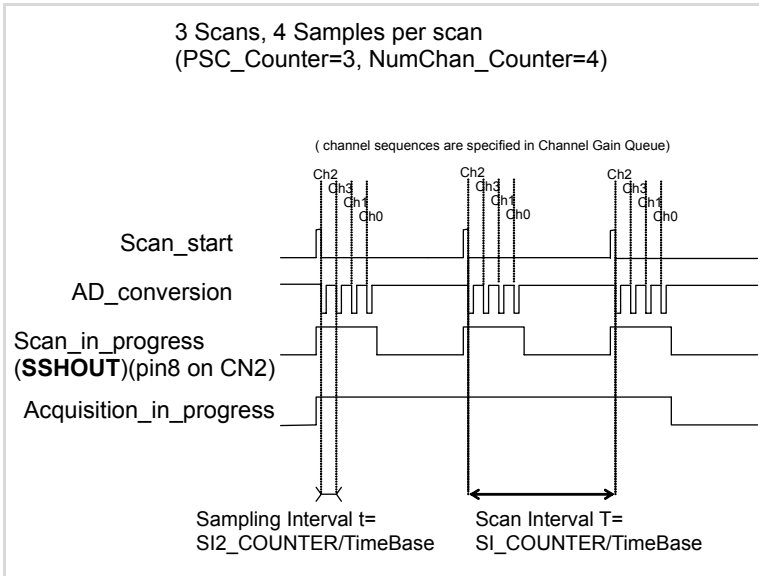 3 Scans, 4 Samples per scan
(PSC_Counter=3, NumChan_Counter=4)
( channel sequences are specified in Channel Gain Queue)
Ch2 Ch3 Ch1 Ch0
Ch2 Ch3 Ch1 Ch0
Ch2 Ch3 Ch1 Ch0
Scan_start
AD_conversion
Scan_in_progress
(SSHOUT)(pin8 on CN2)
Acquisition_in_progress
Sampling Interval t=
SI2_COUNTER/TimeBase
Scan Interval T=
SI_COUNTER/TimeBase